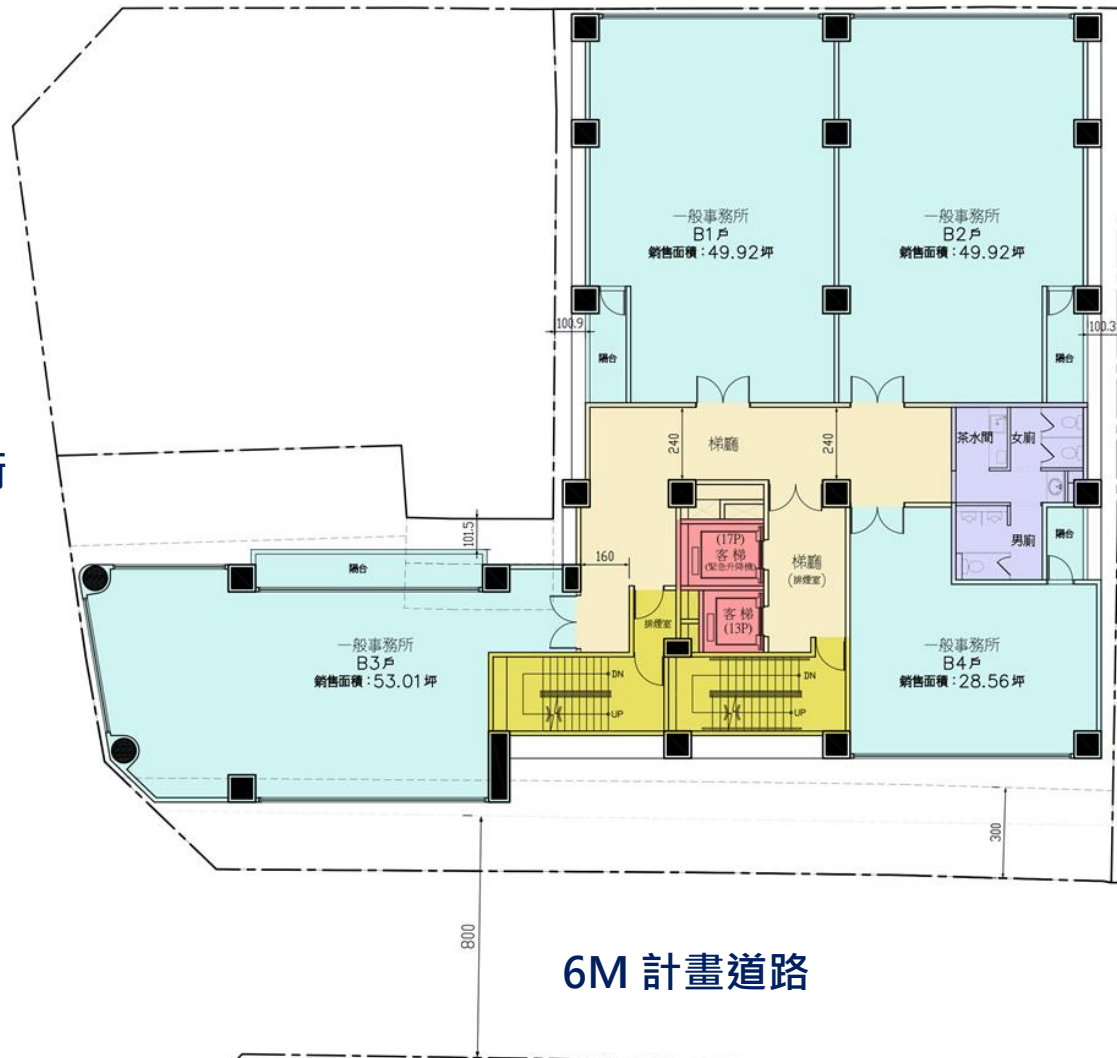 一般事務所
B1戶
銷售面積：49.92坪
一般事務所
B2戶
銷售面積：49.92坪
100.9
100.3
陽台
陽台
240
梯廳
240
茶水間
女廁
101.5
(17P)
客梯
(緊急升降機)
梯廳
(排煙室)
男廁
陽台
陽台
160
客梯
(13P)
排煙室
一般事務所
B3戶
銷售面積：53.01坪
一般事務所
B4戶
銷售面積：28.56坪
DN
UP
DN
UP
300
800
6M 計畫道路